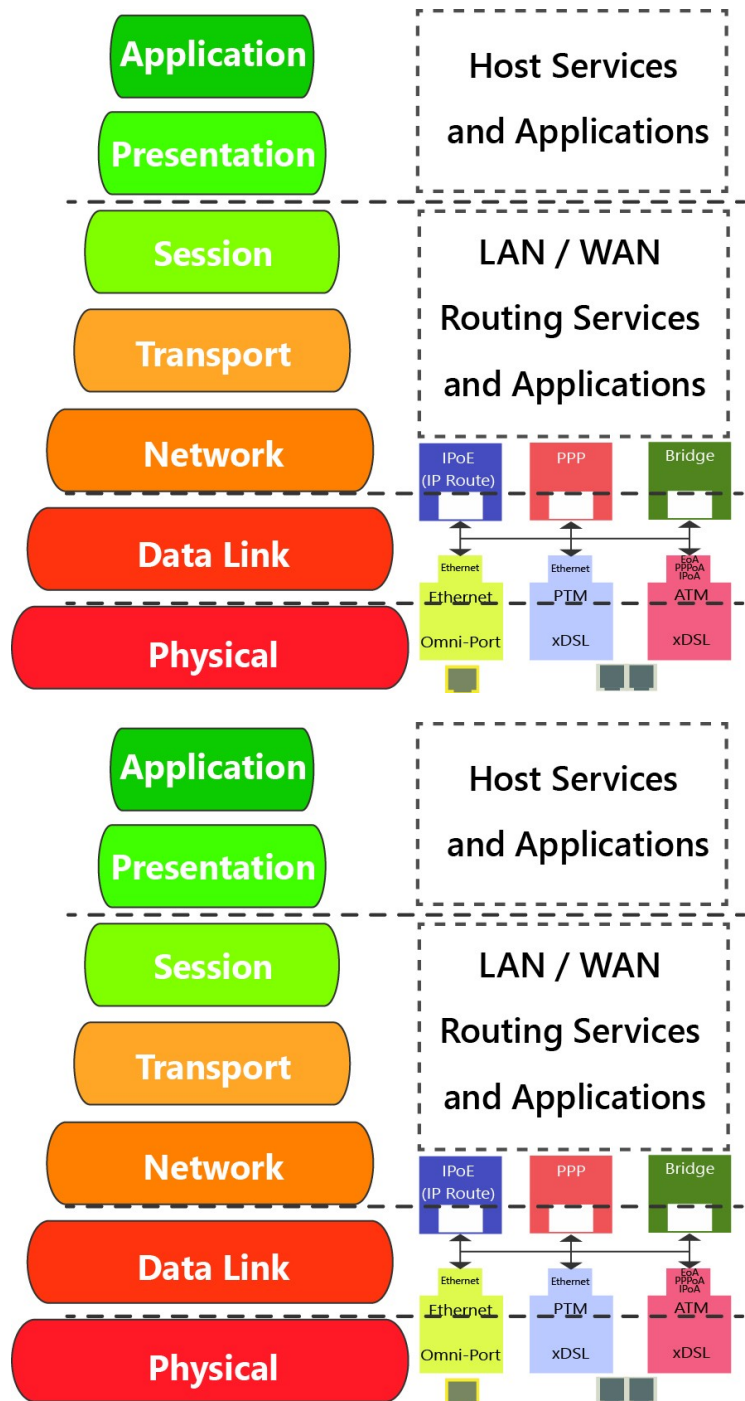 Application
Host Services
and Applications
Presentation
Session
LAN / WAN
Routing Services
and Applications
Transport
Network
IPoE
(IP Route)
PPP
Bridge
Data Link
Ethernet
Ethernet
EoA
PPPoA
IPoA
Ethernet
PTM
ATM
Physical
Omni-Port
xDSL
xDSL
Application
Host Services
and Applications
Presentation
Session
LAN / WAN
Routing Services
and Applications
Transport
Network
IPoE
(IP Route)
PPP
Bridge
Data Link
Ethernet
Ethernet
EoA
PPPoA
IPoA
Ethernet
PTM
ATM
Physical
Omni-Port
xDSL
xDSL